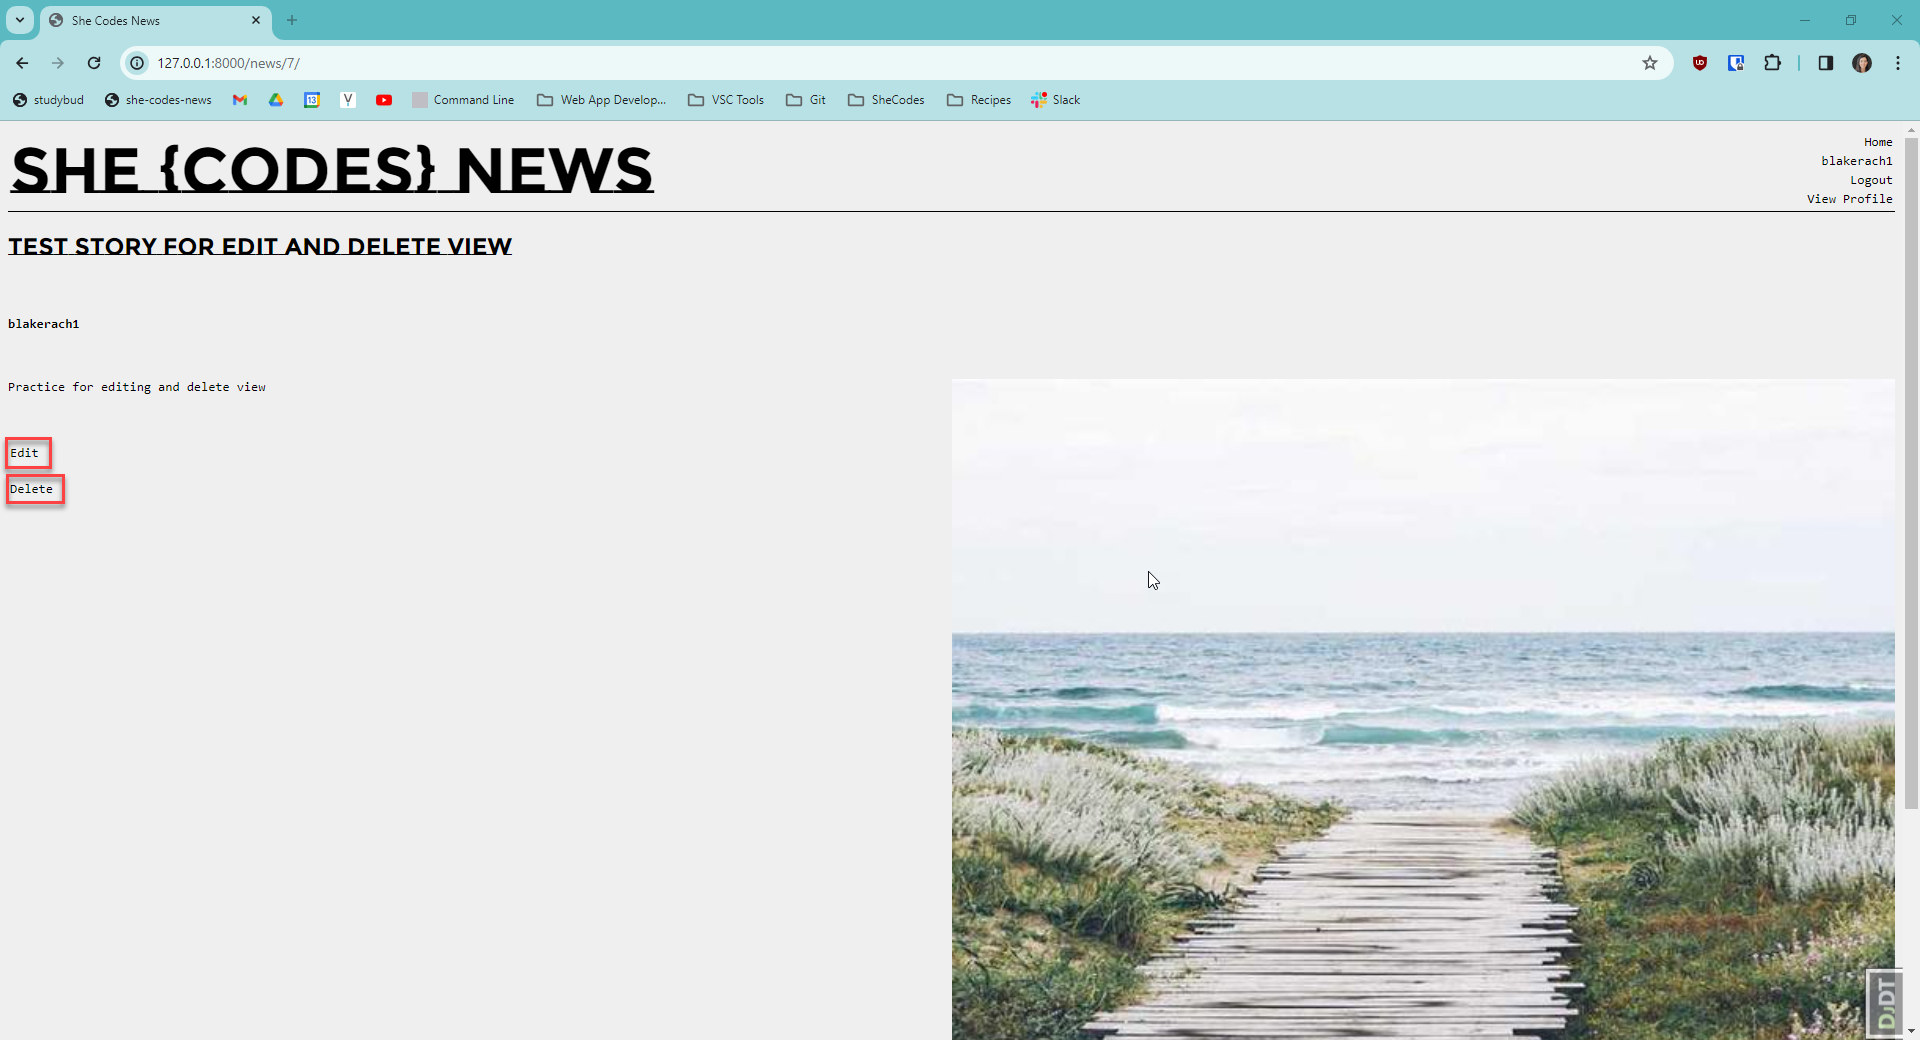 She Codes News
127.0.0.1:8000/news/7/
studybud she-codes-news 13 Y Command Line Web App Develop... VSC Tools Git SheCodes Recipes Slack
SHE {CODES} NEWS
Home
blakerach1
Logout
View Profile
TEST STORY FOR EDIT AND DELETE VIEW
blakerach1
Practice for editing and delete view
Edit
Delete
DJDT